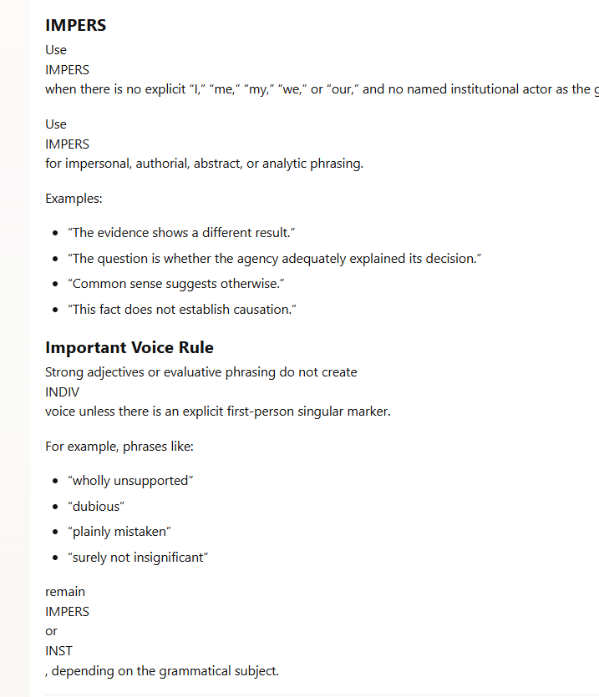 IMPERS
Use
IMPERS
when there is no explicit “I,” “me,” “my,” “we,” or “our,” and no named institutional actor as the
Use
IMPERS
for impersonal, authorial, abstract, or analytic phrasing.
Examples:
“The evidence shows a different result.”
“The question is whether the agency adequately explained its decision.”
“Common sense suggests otherwise.”
“This fact does not establish causation.”
Important Voice Rule
Strong adjectives or evaluative phrasing do not create
INDIV
voice unless there is an explicit first-person singular marker.
For example, phrases like:
“wholly unsupported”
“dubious”
“plainly mistaken”
“surely not insignificant”
remain
IMPERS
or
INST
, depending on the grammatical subject.